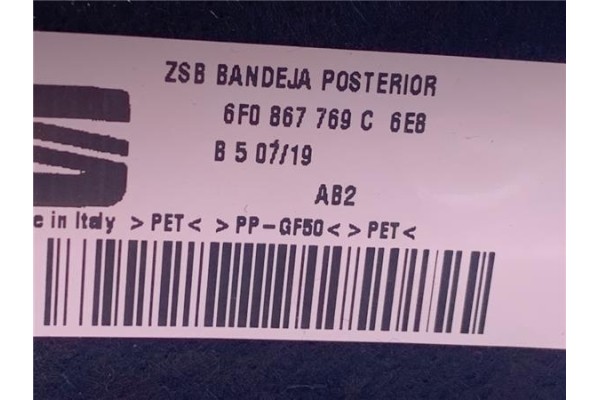 ZSB BANDEJA POSTERIOR
6F0 867 769 C 6E8
B 5 07/19
AB2
in Italy >PET< >PP-GF50<>PET<